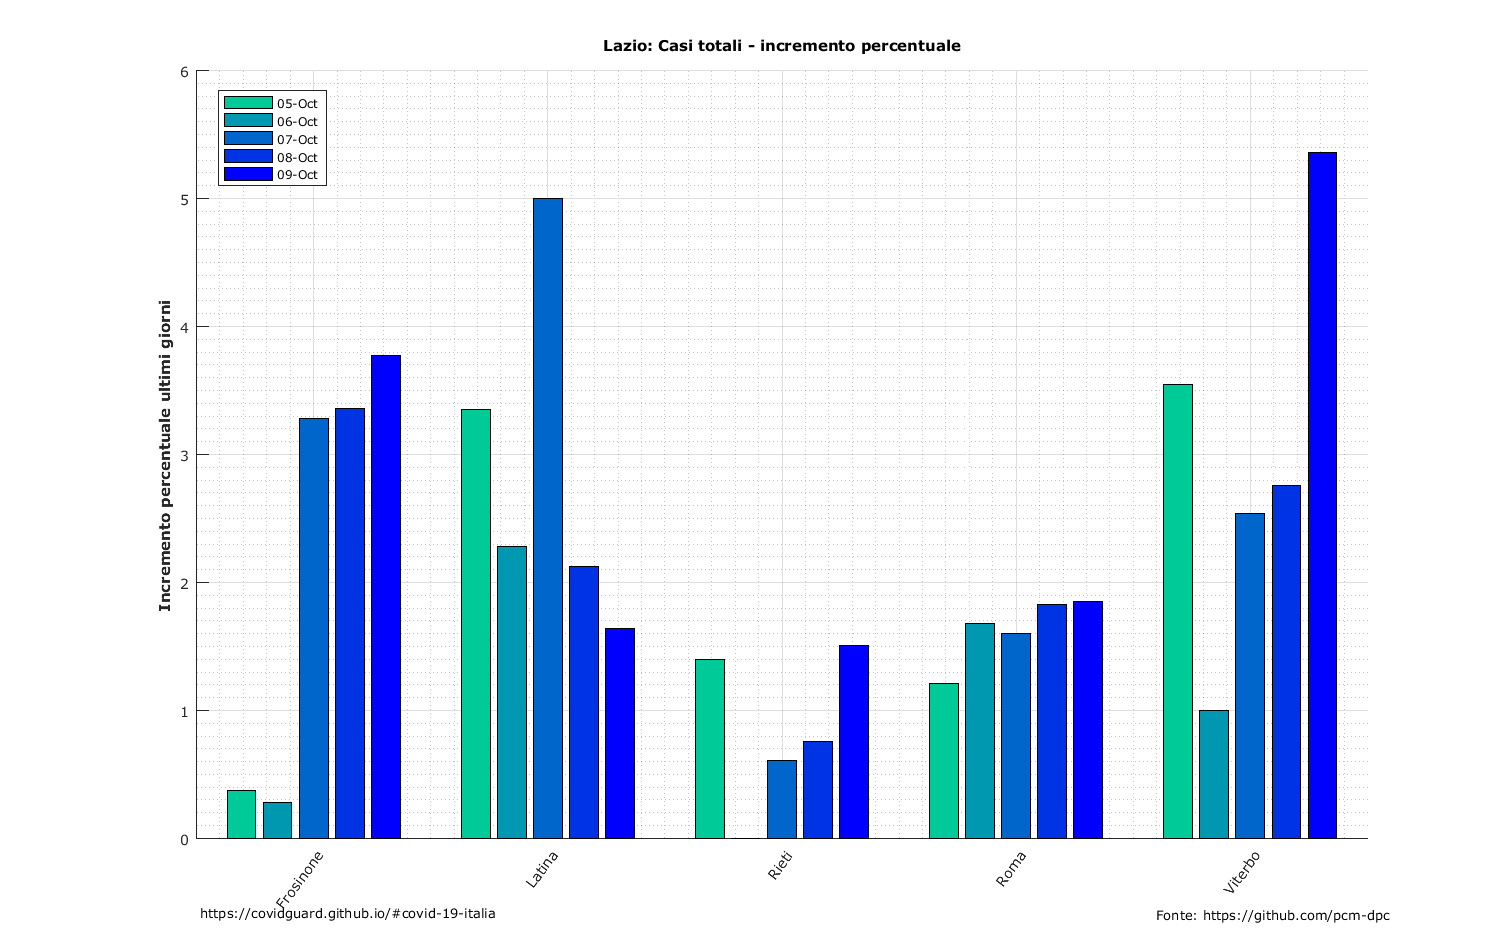 Lazio: Casi totali - incremento percentuale
6
5
4
3
2
1
0
Incremento percentuale ultimi giorni
05-Oct
06-Oct
07-Oct
08-Oct
09-Oct
Frosinone
Latina
Rieti
Roma
Viterbo
https://covidguard.github.io/#covid-19-italia
Fonte: https://github.com/pcm-dpc